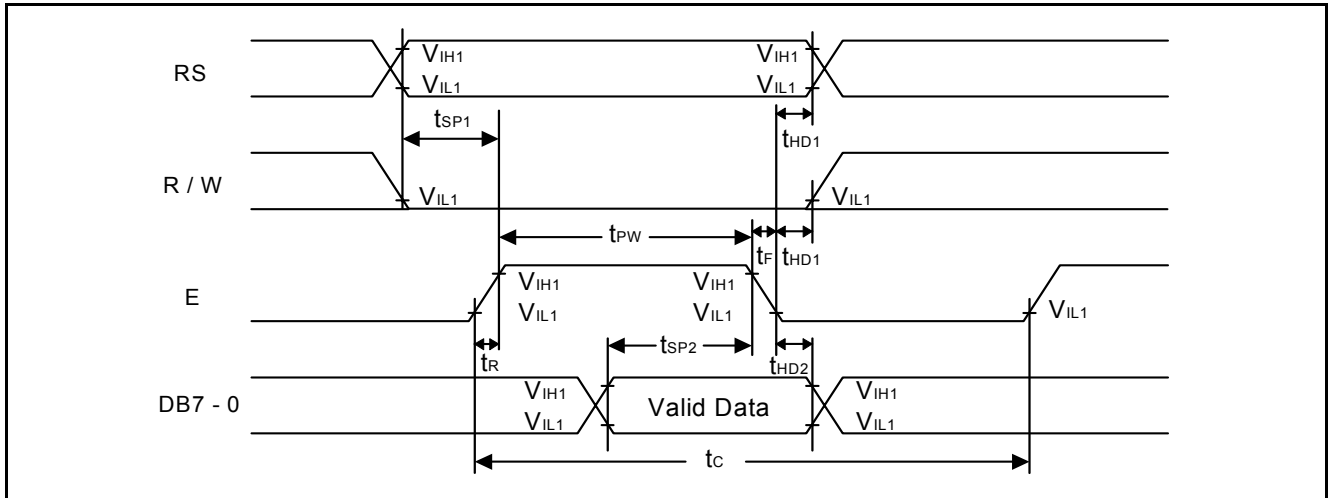 RS
VIH1
VIH1
VIL1
VIL1
tSP1
tHD1
R / W
VIL1
VIL1
tPW
tF
tHD1
E
VIH1
VIH1
VIL1
VIL1
VIL1
tR
tSP2
tHD2
DB7 - 0
VIH1
Valid Data
VIH1
VIL1
VIL1
tC